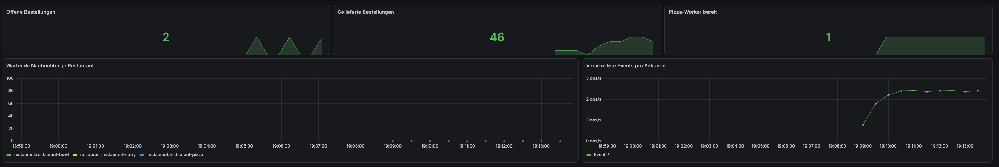 Offene Bestellungen
2
Gelieferte Bestellungen
46
Pizza-Worker bereit
1
Wartende Nachrichten je Restaurant
100
80
60
40
20
0
18:59:00 19:00:00 19:01:00 19:02:00 19:03:00 19:04:00 19:05:00 19:06:00 19:07:00 19:08:00 19:09:00 19:10:00 19:11:00 19:12:00 19:13:00
restaurant.restaurant-bowl restaurant.restaurant-curry restaurant.restaurant-pizza
Verarbeitete Events pro Sekunde
3 ops/s
2 ops/s
1 ops/s
0 ops/s
18:59:00 19:00:00 19:01:00 19:02:00 19:03:00 19:04:00 19:05:00 19:06:00 19:07:00 19:08:00 19:09:00 19:10:00 19:11:00 19:12:00 19:13:00
Events/s